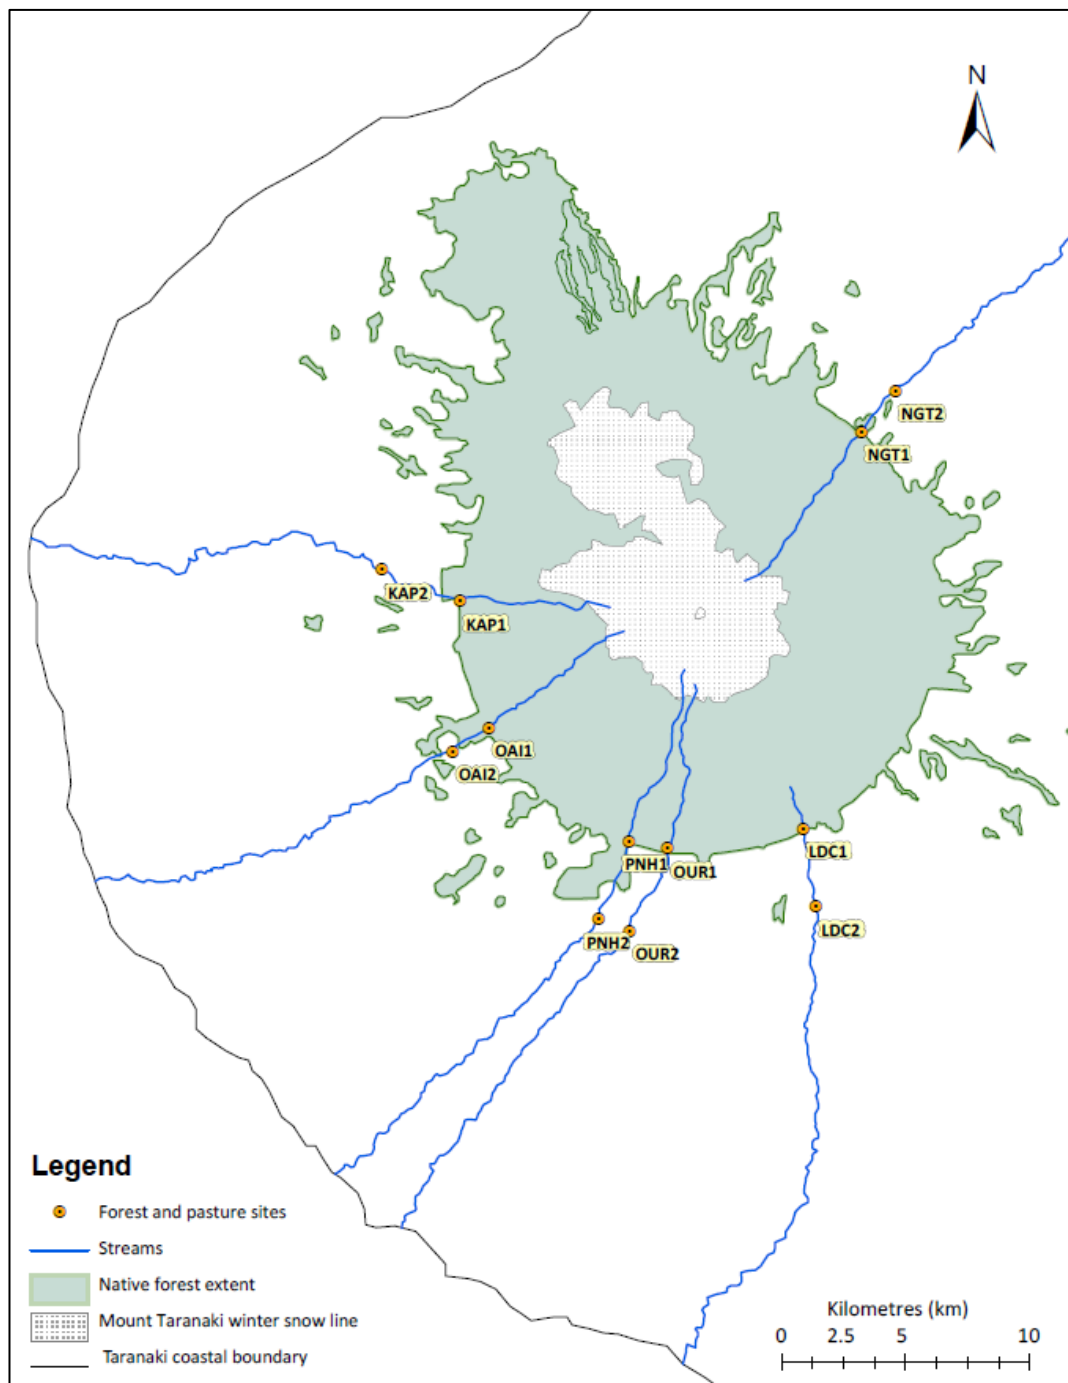 N
NGT2
NGT1
KAP2
KAP1
OAI1
OAI2
PNH1
OUR1
LDC1
PNH2
OUR2
LDC2
Legend
Forest and pasture sites
Streams
Native forest extent
Mount Taranaki winter snow line
Taranaki coastal boundary
Kilometres (km)
0 2.5 5 10